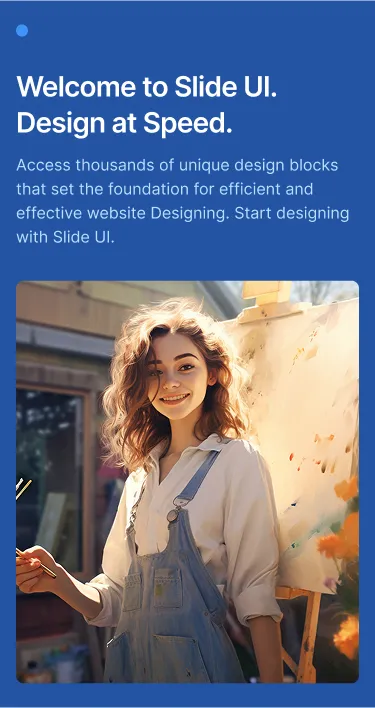 Welcome to Slide UI.
Design at Speed.
Access thousands of unique design blocks
that set the foundation for efficient and
effective website Designing. Start designing
with Slide UI.